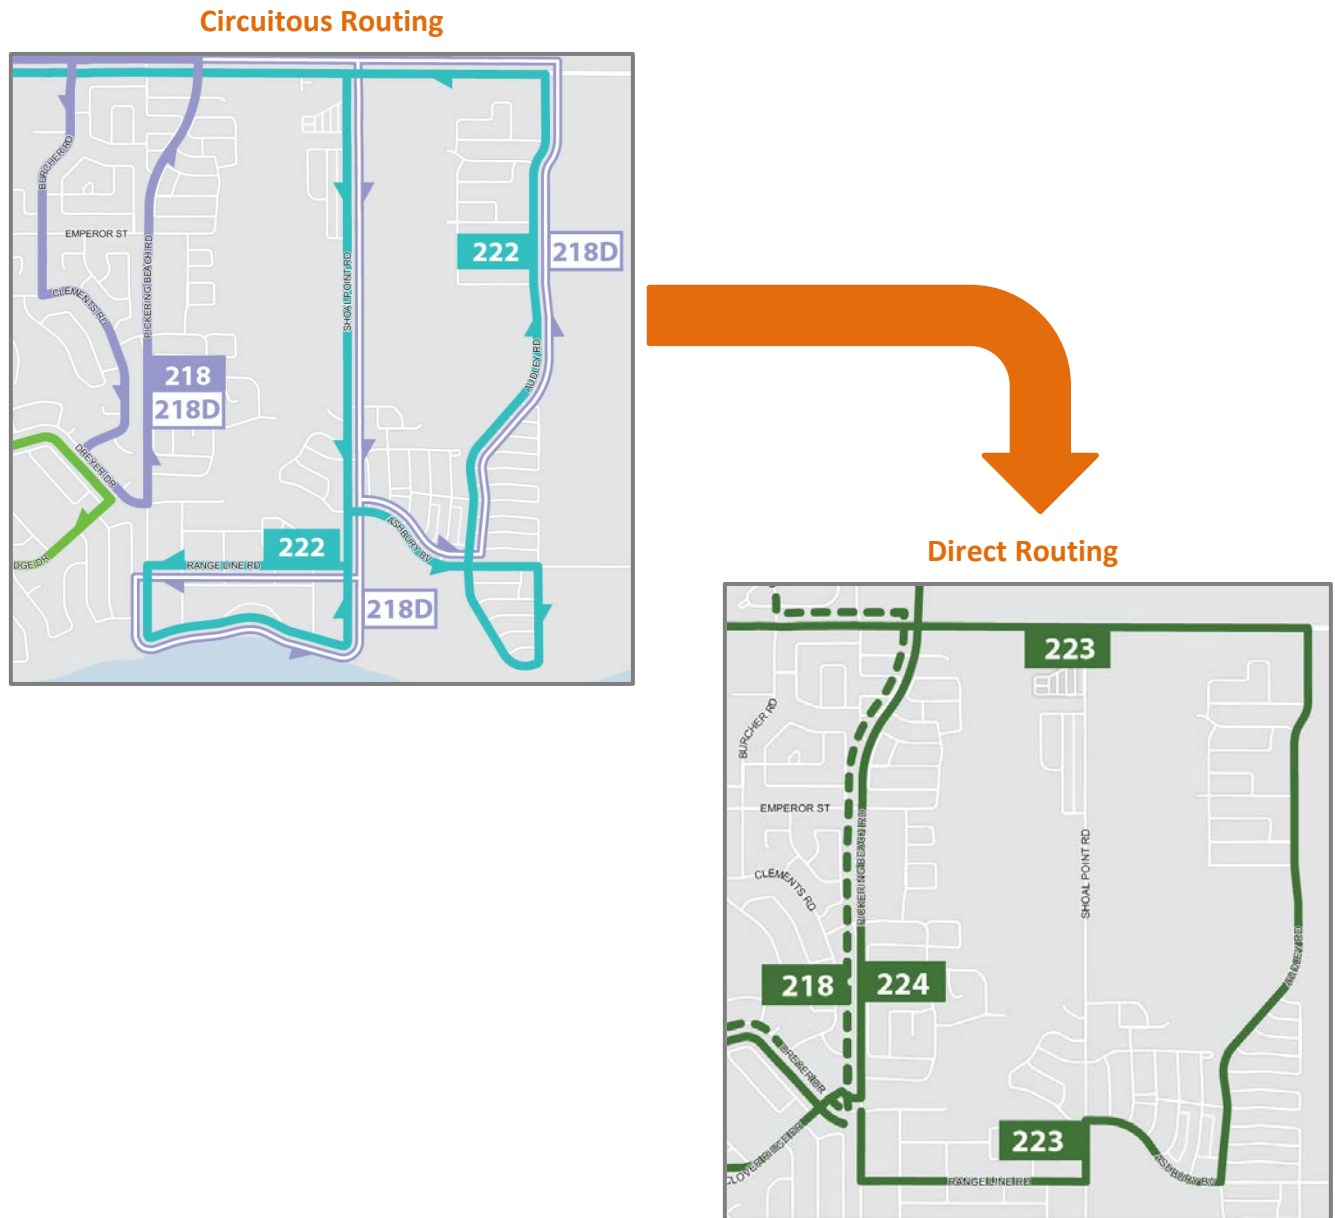 Circuitous Routing
BURCHER RD
EMPEROR ST
222
218D
CLEMENTS RD
PICKERING BEACH RD
SHOAL POINT RD
AUDLEY RD
218
218D
DREYER DR
ASHBURY BV
222
DGE DR
RANGE LINE RD
218D
Direct Routing
223
BURCHER RD
EMPEROR ST
PICKERING BEACH RD
SHOAL POINT RD
CLEMENTS RD
AUDLEY RD
218
224
DREYER DR
CLOVER RIDGE DR
223
ASHBURY BV
RANGE LINE RD